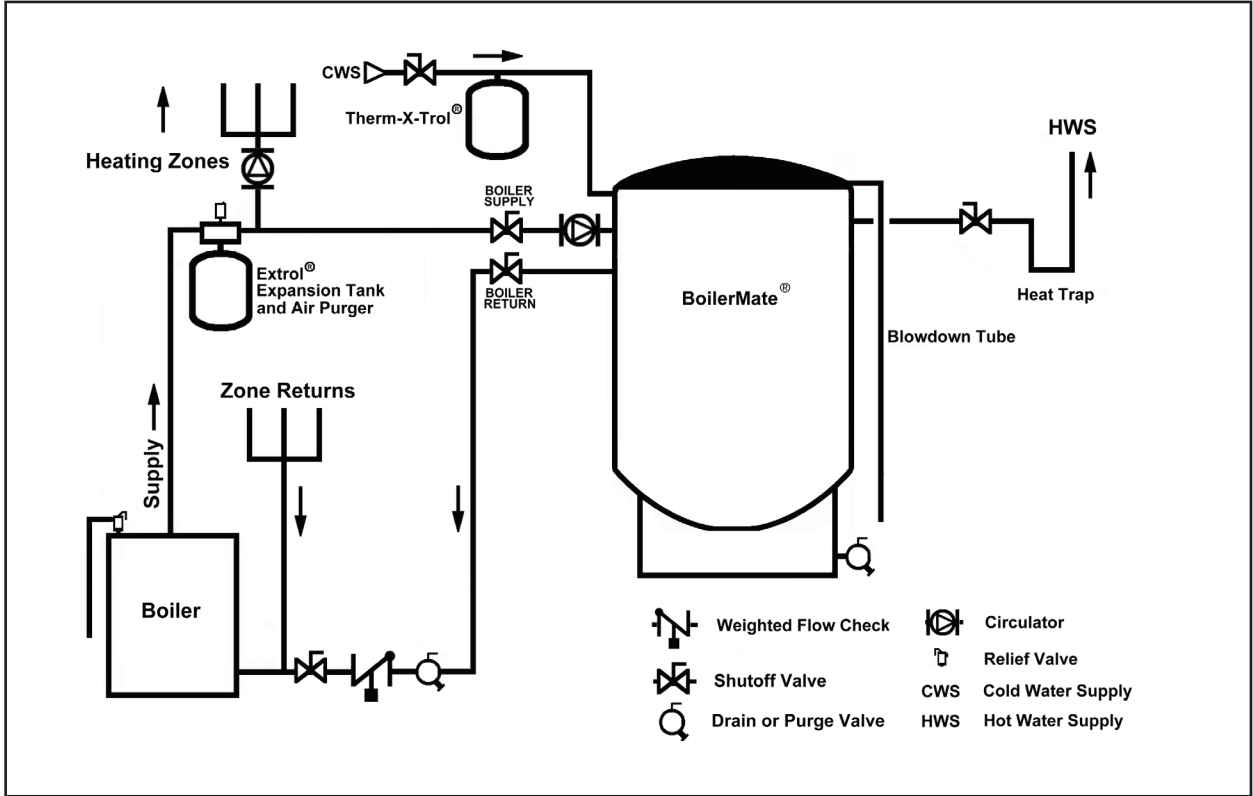 CWS
Therm-X-Trol®
HWS
Heating Zones
BOILER
SUPPLY
Extrol®
Expansion Tank
and Air Purger
BOILER
RETURN
BoilerMate®
Heat Trap
Blowdown Tube
Zone Returns
Supply
Boiler
Weighted Flow Check
Shutoff Valve
Drain or Purge Valve
Circulator
Relief Valve
CWS Cold Water Supply
HWS Hot Water Supply